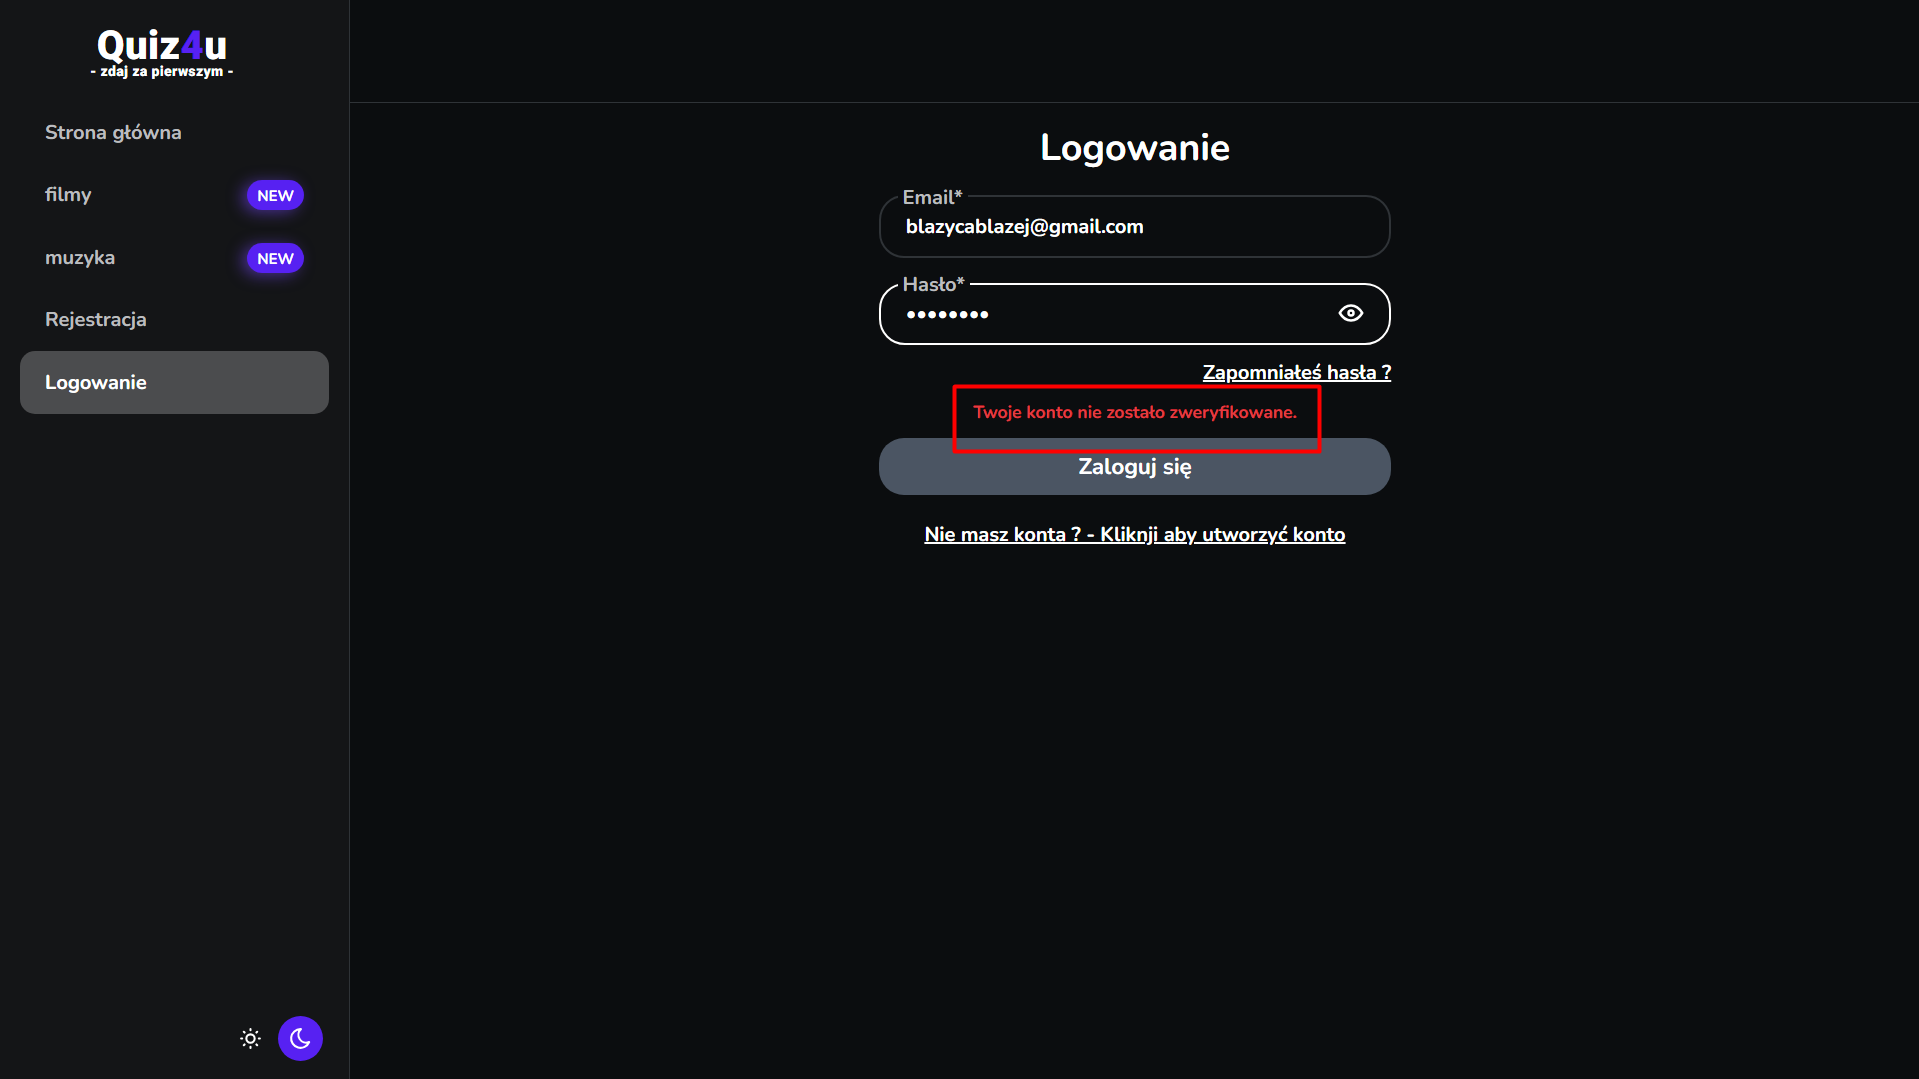 Quiz4u
- zdaj za pierwszym -
Strona główna
filmy NEW
muzyka NEW
Rejestracja
Logowanie
Logowanie
Email*
blazycablazej@gmail.com
Hasło*
••••••••
Zapomniałeś hasła ?
Twoje konto nie zostało zweryfikowane.
Zaloguj się
Nie masz konta ? - Kliknji aby utworzyć konto